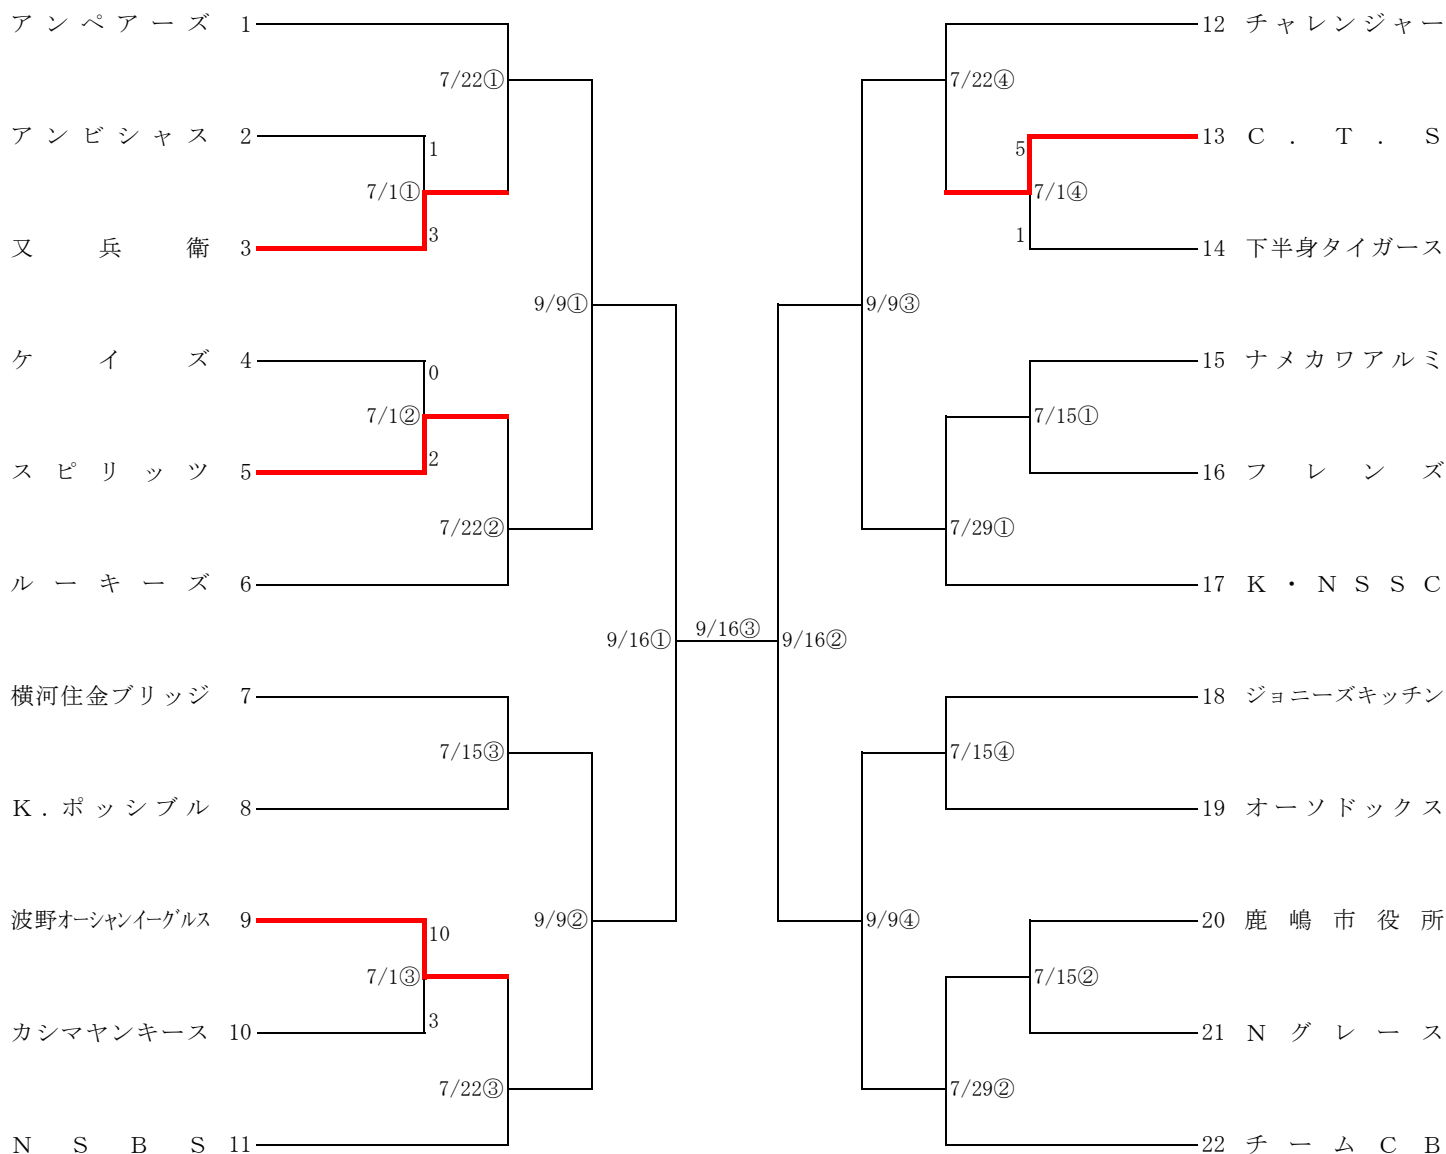 アンペアーズ 1
7/22①
アンビシャス 2
1
7/1①
又兵衛 3
3
9/9①
ケイズ 4
0
7/1②
スピリッツ 5
2
7/22②
ルーキーズ 6
9/16①
9/16③
横河住金ブリッジ 7
7/15③
K.ポッシブル 8
波野オーシャンイーグルス 9
10
9/9②
7/1③
カシマヤンキース 10
3
7/22③
NSBS 11
12 チャレンジャー
7/22④
13 C.T.S
5
7/1④
1
14 下半身タイガース
9/9③
15 ナメカワアルミ
7/15①
16 フレンズ
7/29①
17 K・NSSC
9/16②
18 ジョニーズキッチン
7/15④
19 オーソドックス
9/9④
20 鹿嶋市役所
7/15②
21 Nグレース
7/29②
22 チームCB